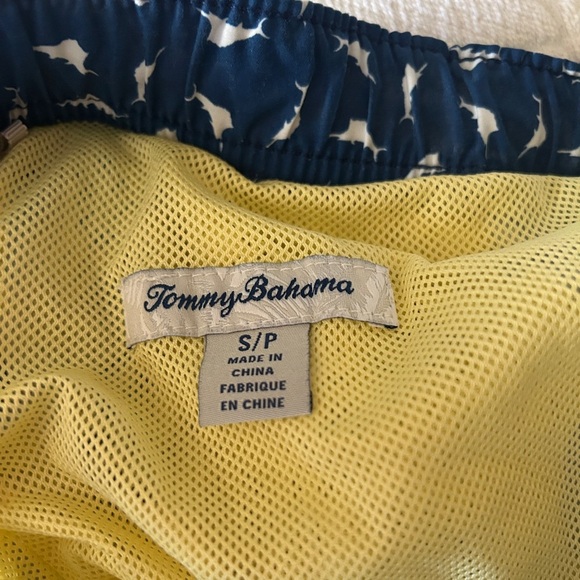 Tommy Bahama
S/P
MADE IN
CHINA
FABRIQUE
EN CHINE